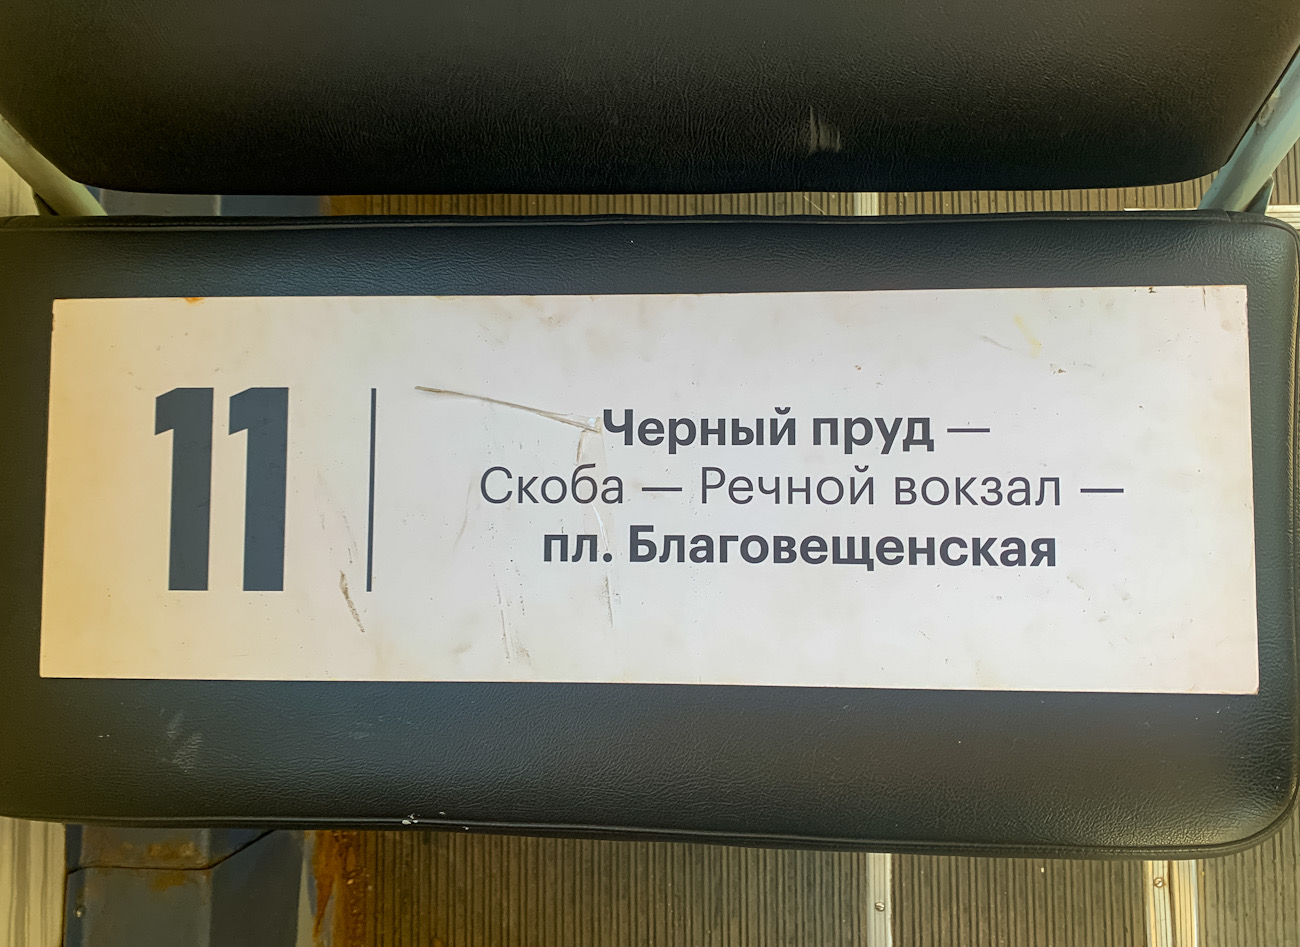 11
Черный пруд —
Скоба — Речной вокзал —
пл. Благовещенская